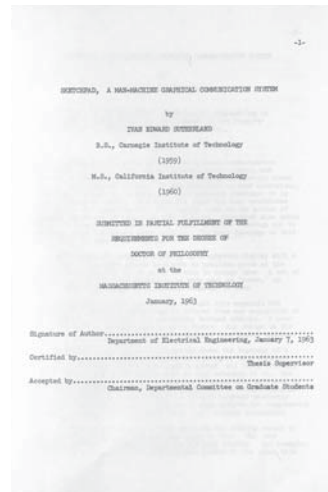 -1-
SKETCHPAD, A MAN-MACHINE GRAPHICAL COMMUNICATION SYSTEM
by
IVAN EDWARD SUTHERLAND
B.S., Carnegie Institute of Technology
(1959)
M.S., California Institute of Technology
(1960)
SUBMITTED IN PARTIAL FULFILLMENT OF THE
REQUIREMENTS FOR THE DEGREE OF
DOCTOR OF PHILOSOPHY
at the
MASSACHUSETTS INSTITUTE OF TECHNOLOGY
January, 1963
Signature of Author
Department of Electrical Engineering, January 7, 1963
Certified by
Thesis Supervisor
Accepted by
Chairman, Departmental Committee on Graduate Students